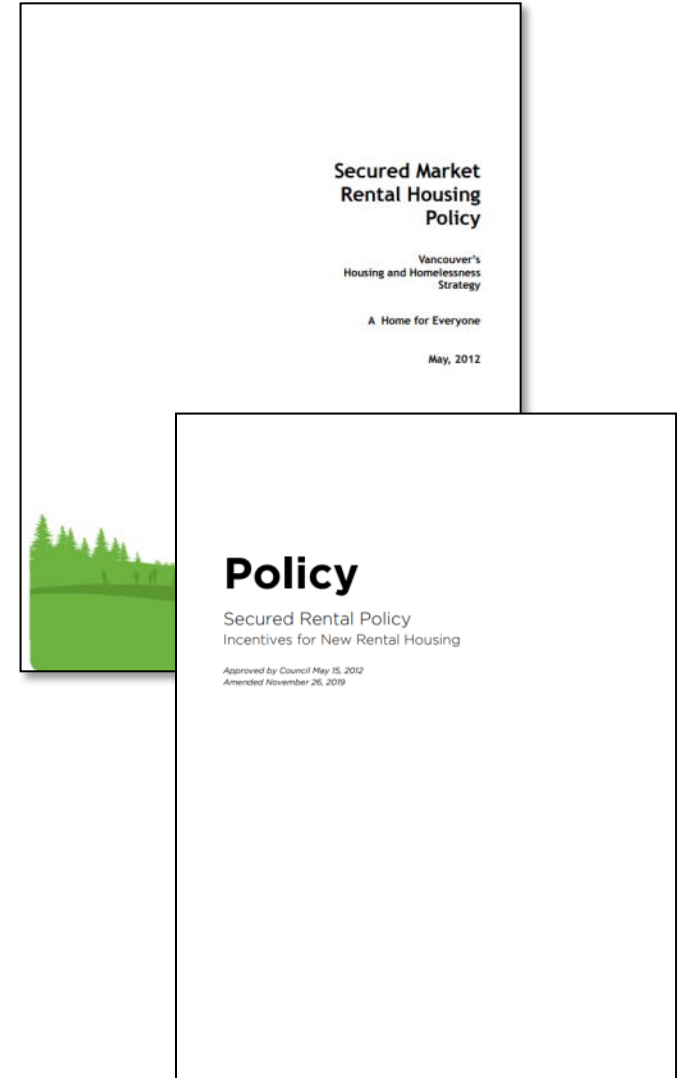 Secured Market
Rental Housing
Policy
Vancouver's
Housing and Homelessness
Strategy
A Home for Everyone
May, 2012
Policy
Secured Rental Policy
Incentives for New Rental Housing
Approved by Council May 15, 2012
Amended November 26, 2019